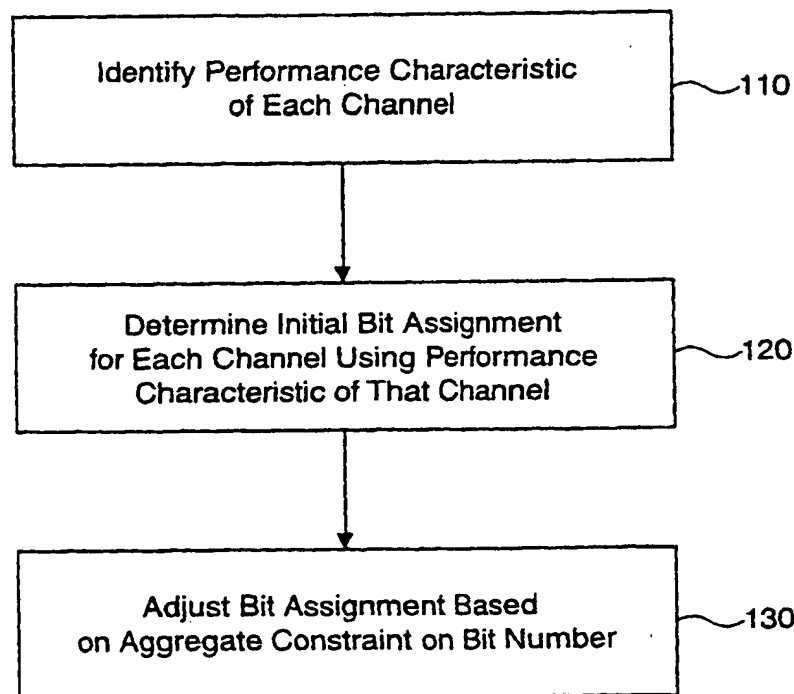 Identify Performance Characteristic
of Each Channel
110
Determine Initial Bit Assignment
for Each Channel Using Performance
Characteristic of That Channel
120
Adjust Bit Assignment Based
on Aggregate Constraint on Bit Number
130